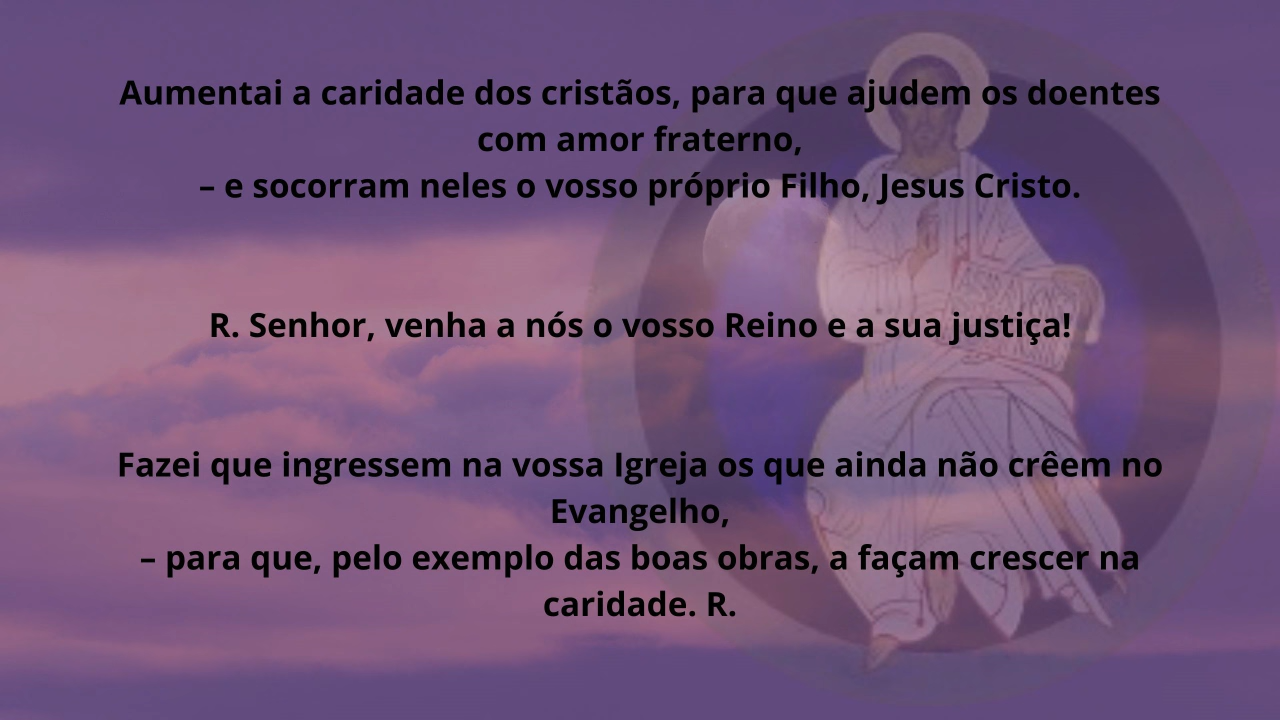 Aumentai a caridade dos cristãos, para que ajudem os doentes
com amor fraterno,
– e socorram neles o vosso próprio Filho, Jesus Cristo.
R. Senhor, venha a nós o vosso Reino e a sua justiça!
Fazei que ingressem na vossa Igreja os que ainda não crêem no
Evangelho,
– para que, pelo exemplo das boas obras, a façam crescer na
caridade. R.